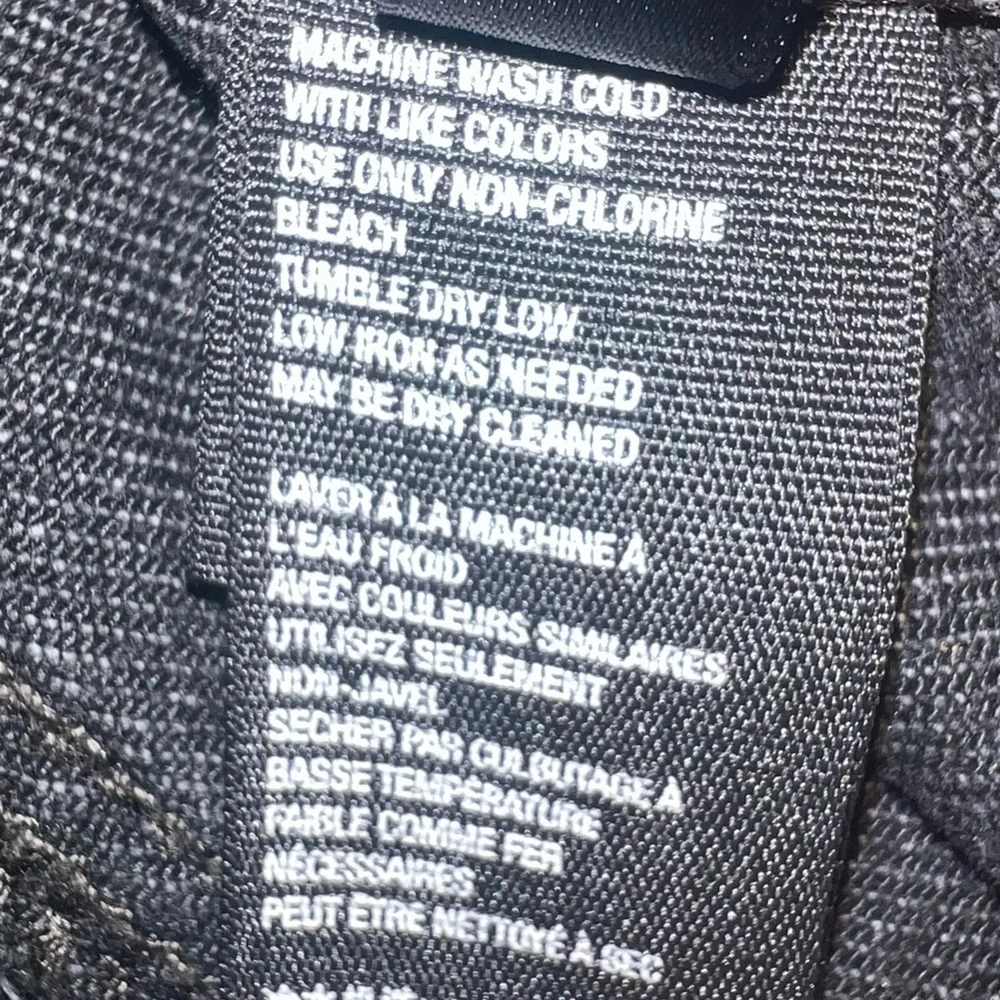 MACHINE WASH COLD
WITH LIKE COLORS
USE ONLY NON-CHLORINE
BLEACH
TUMBLE DRY LOW
LOW IRON AS NEEDED
MAY BE DRY CLEANED
LAVER À LA MACHINE À
L'EAU FROID
AVEC COULEURS SIMILAIRES
UTILISEZ SEULEMENT
NON-JAVEL
SECHER PAR CULBUTAGE À
BASSE TEMPÉRATURE
FAIBLE COMME FER
NÉCESSAIRES
PEUT ÊTRE NETTOYÉ À SEC